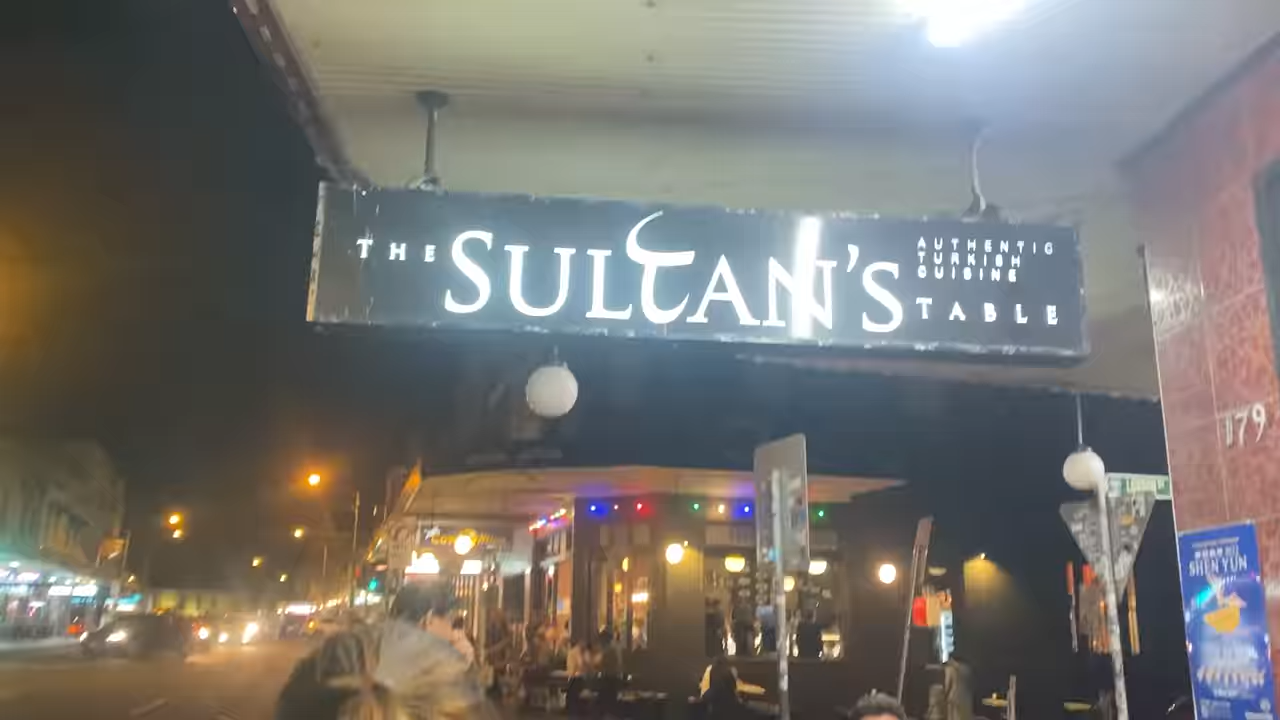 THE SULTAN'S TABLE
AUTHENTIC
TURKISH
CUISINE
179
SHEN YUN